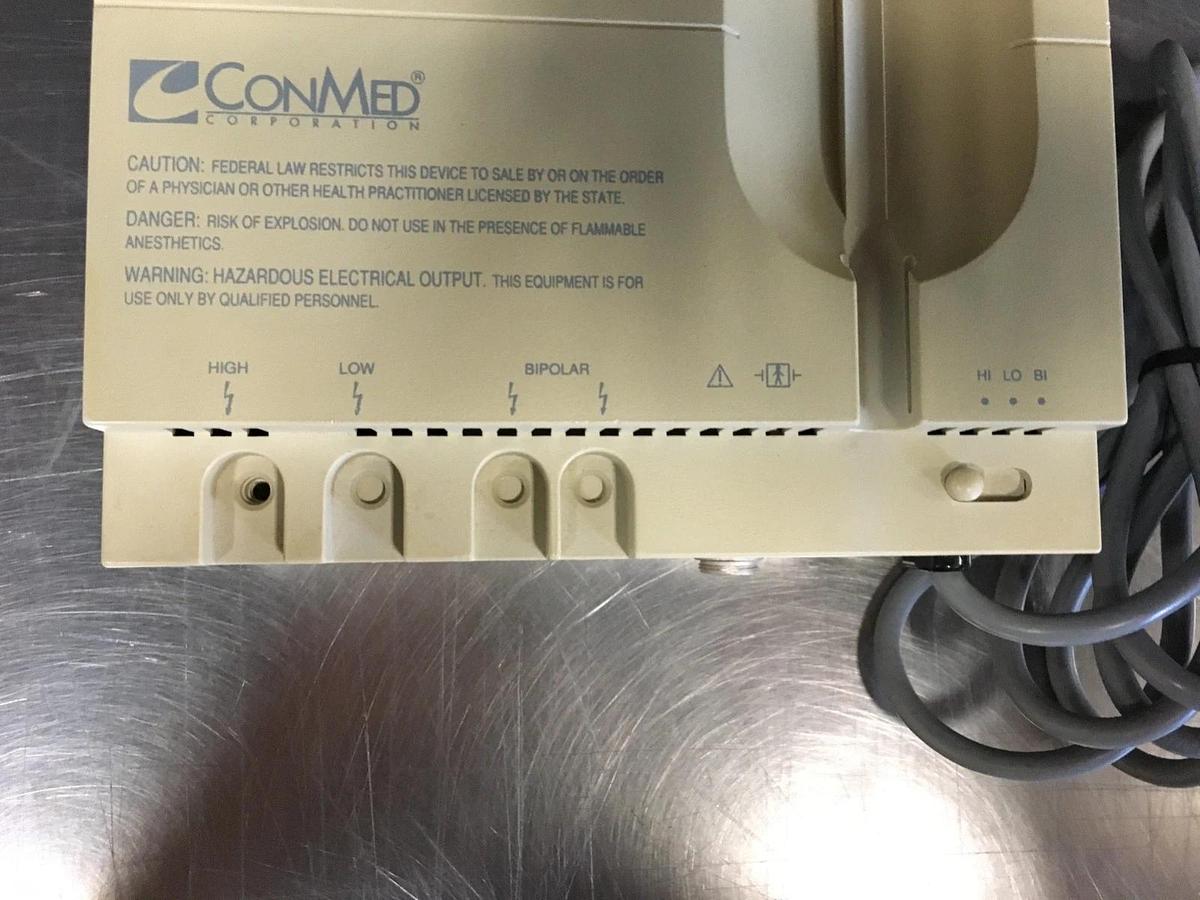 CONMED®
CORPORATION
CAUTION: FEDERAL LAW RESTRICTS THIS DEVICE TO SALE BY OR ON THE ORDER
OF A PHYSICIAN OR OTHER HEALTH PRACTITIONER LICENSED BY THE STATE.
DANGER: RISK OF EXPLOSION. DO NOT USE IN THE PRESENCE OF FLAMMABLE
ANESTHETICS.
WARNING: HAZARDOUS ELECTRICAL OUTPUT. THIS EQUIPMENT IS FOR
USE ONLY BY QUALIFIED PERSONNEL.
HIGH LOW BIPOLAR
HI LO BI